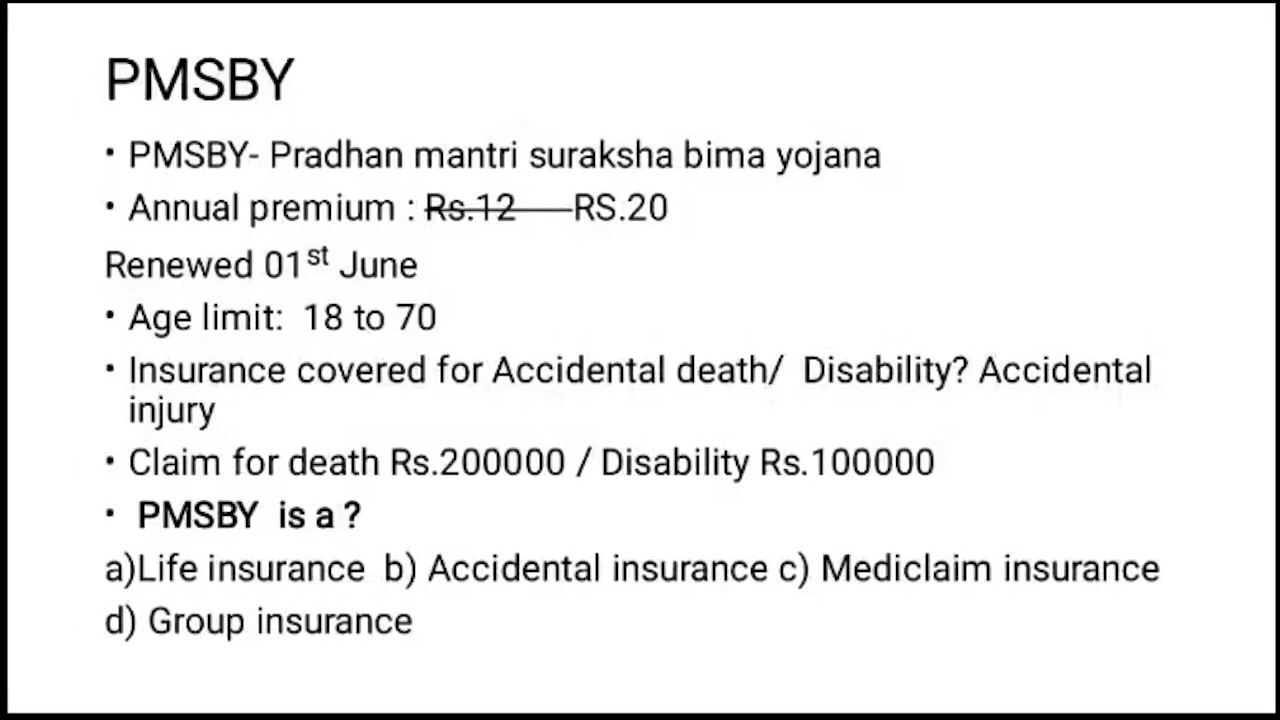 PMSBY
• PMSBY- Pradhan mantri suraksha bima yojana
• Annual premium : Rs.12 RS.20
Renewed 01st June
• Age limit: 18 to 70
• Insurance covered for Accidental death/ Disability? Accidental
injury
• Claim for death Rs.200000 / Disability Rs.100000
• PMSBY is a ?
a)Life insurance b) Accidental insurance c) Mediclaim insurance
d) Group insurance